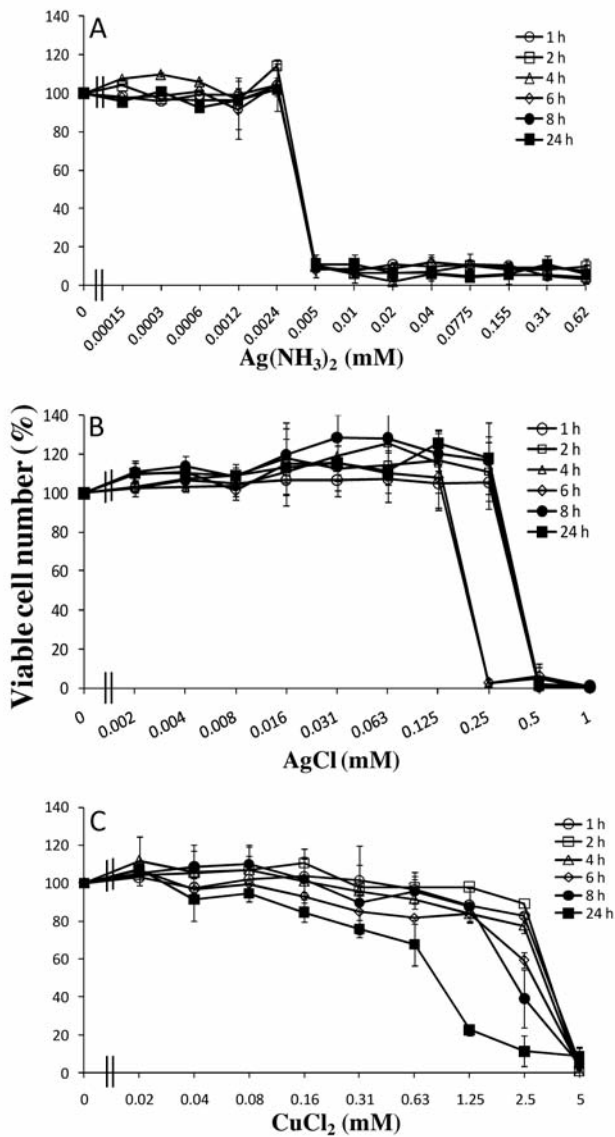 A
140
120
100
80
60
40
20
0
1 h
2 h
4 h
6 h
8 h
24 h
0 0.00015 0.0003 0.0006 0.0012 0.0024 0.005 0.01 0.02 0.04 0.0775 0.155 0.31 0.62
Ag(NH3)2 (mM)
Viable cell number (%)
B
140
120
100
80
60
40
20
0
1 h
2 h
4 h
6 h
8 h
24 h
0 0.002 0.004 0.008 0.016 0.031 0.063 0.125 0.25 0.5 1
AgCl (mM)
C
140
120
100
80
60
40
20
0
1 h
2 h
4 h
6 h
8 h
24 h
0 0.02 0.04 0.08 0.16 0.31 0.63 1.25 2.5 5
CuCl2 (mM)